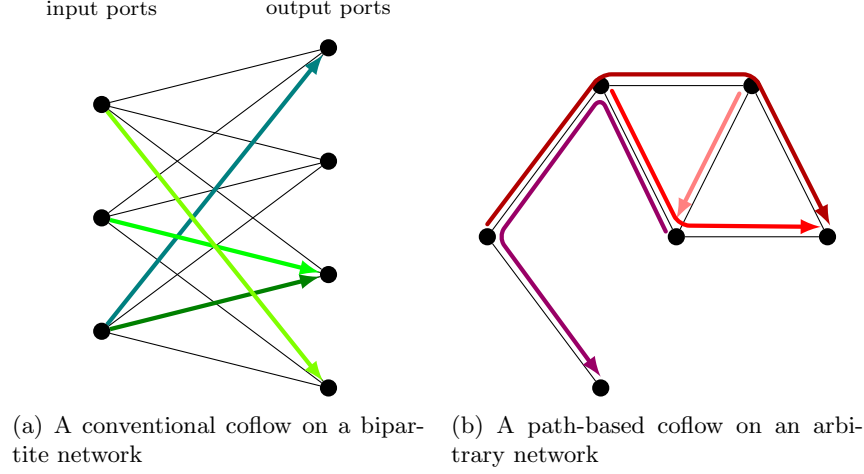 input ports
output ports
(a) A conventional coflow on a bipar-
tite network
(b) A path-based coflow on an arbi-
trary network